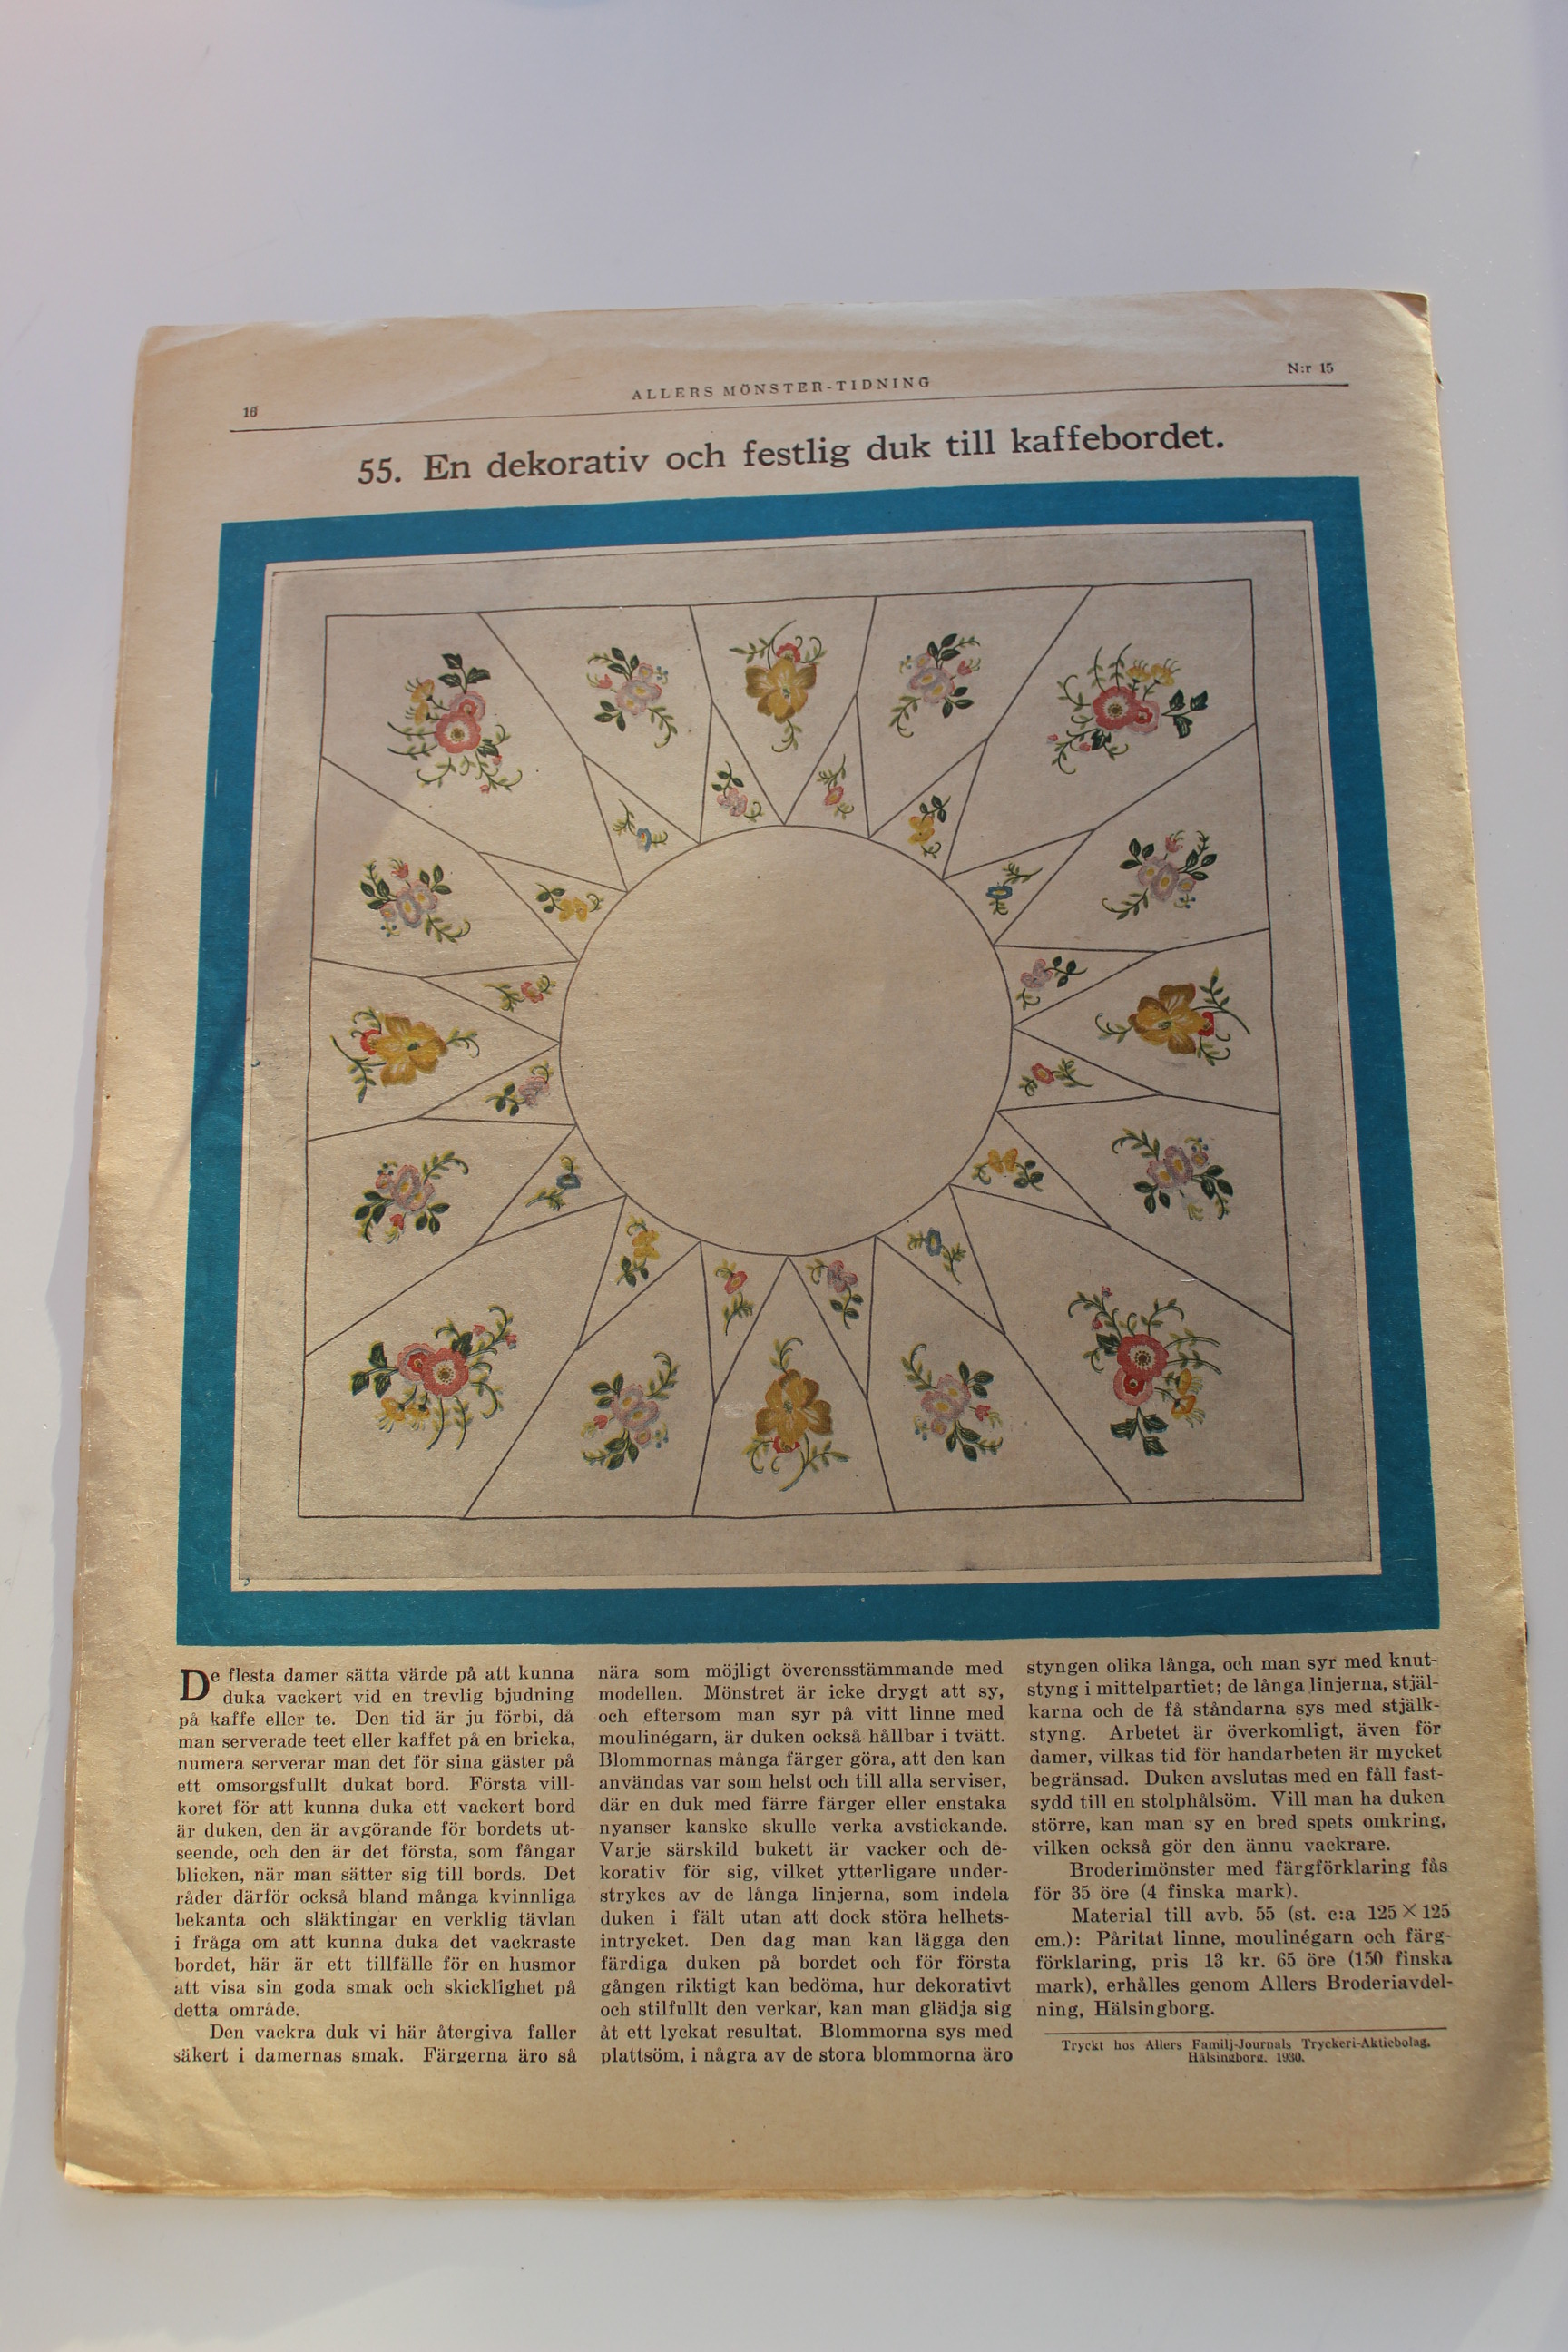 16
ALLERS MÖNSTER-TIDNING
N:r 15
55. En dekorativ och festlig duk till kaffebordet.
De flesta damer sätta värde på att kunna
duka vackert vid en trevlig bjudning
på kaffe eller te. Den tid är ju förbi, då
man serverade teet eller kaffet på en bricka,
numera serverar man det för sina gäster på
ett omsorgsfullt dukat bord. Första vill-
koret för att kunna duka ett vackert bord
är duken, den är avgörande för bordets ut-
seende, och den är det första, som fångar
blicken, när man sätter sig till bords. Det
råder därför också bland många kvinnliga
bekanta och släktingar en verklig tävlan
i fråga om att kunna duka det vackraste
bordet, här är ett tillfälle för en husmor
att visa sin goda smak och skicklighet på
detta område.
Den vackra duk vi här återgiva faller
säkert i damernas smak. Färgerna äro så
nära som möjligt överensstämmande med
modellen. Mönstret är icke drygt att sy,
och eftersom man syr på vitt linne med
moulinégarn, är duken också hållbar i tvätt.
Blommornas många färger göra, att den kan
användas var som helst och till alla serviser,
där en duk med färre färger eller enstaka
nyanser kanske skulle verka avstickande.
Varje särskild bukett är vacker och de-
korativ för sig, vilket ytterligare under-
strykes av de långa linjerna, som indela
duken i fält utan att dock störa helhets-
intrycket. Den dag man kan lägga den
färdiga duken på bordet och för första
gången riktigt kan bedöma, hur dekorativt
och stilfullt den verkar, kan man glädja sig
åt ett lyckat resultat. Blommorna sys med
plattsöm, i några av de stora blommorna äro
styngen olika långa, och man syr med knut-
styng i mittelpartiet; de långa linjerna, stjäl-
karna och de få ståndarna sys med stjälk-
styng. Arbetet är överkomligt, även för
damer, vilkas tid för handarbeten är mycket
begränsad. Duken avslutas med en fåll fast-
sydd till en stolphålsöm. Vill man ha duken
större, kan man sy en bred spets omkring,
vilken också gör den ännu vackrare.
Broderimönster med färgförklaring fås
för 35 öre (4 finska mark).
Material till avb. 55 (st. c:a 125 × 125
cm.): Påritat linne, moulinégarn och färg-
förklaring, pris 13 kr. 65 öre (150 finska
mark), erhålles genom Allers Broderiavdel-
ning, Hälsingborg.
Tryckt hos Allers Familj-Journals Tryckeri-Aktiebolag.
Hälsingborg. 1930.